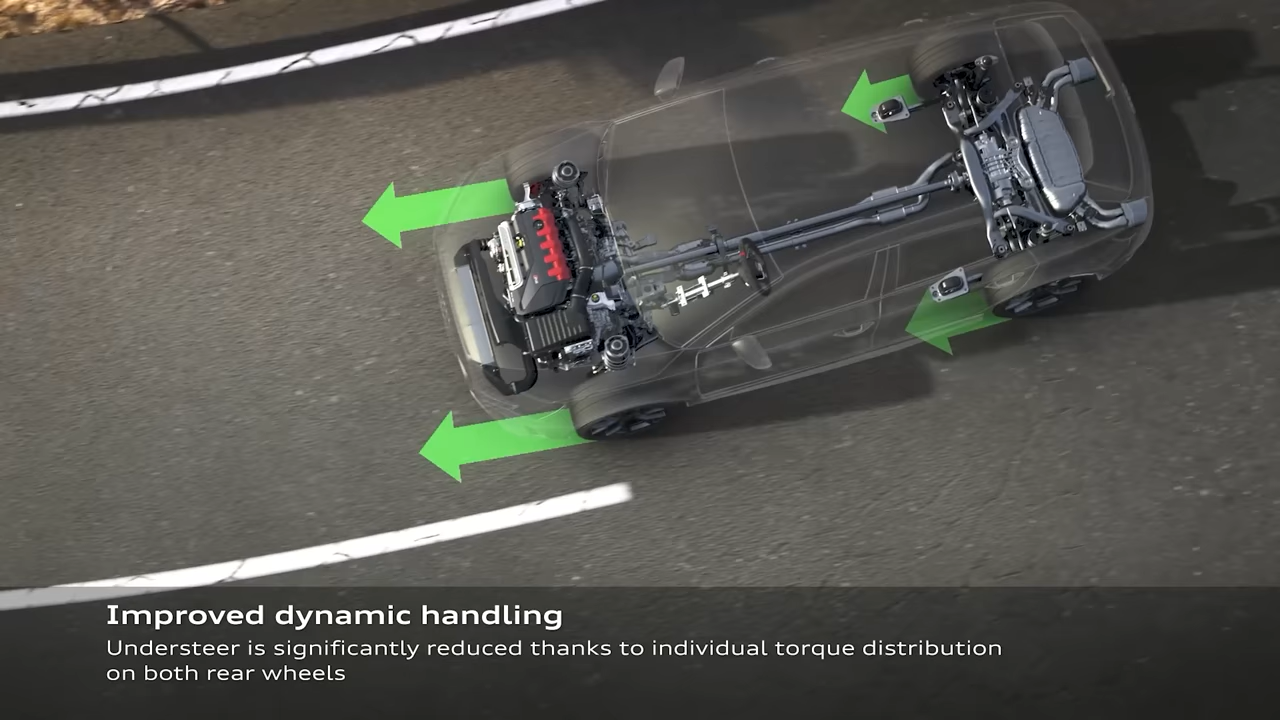 Improved dynamic handling
Understeer is significantly reduced thanks to individual torque distribution
on both rear wheels